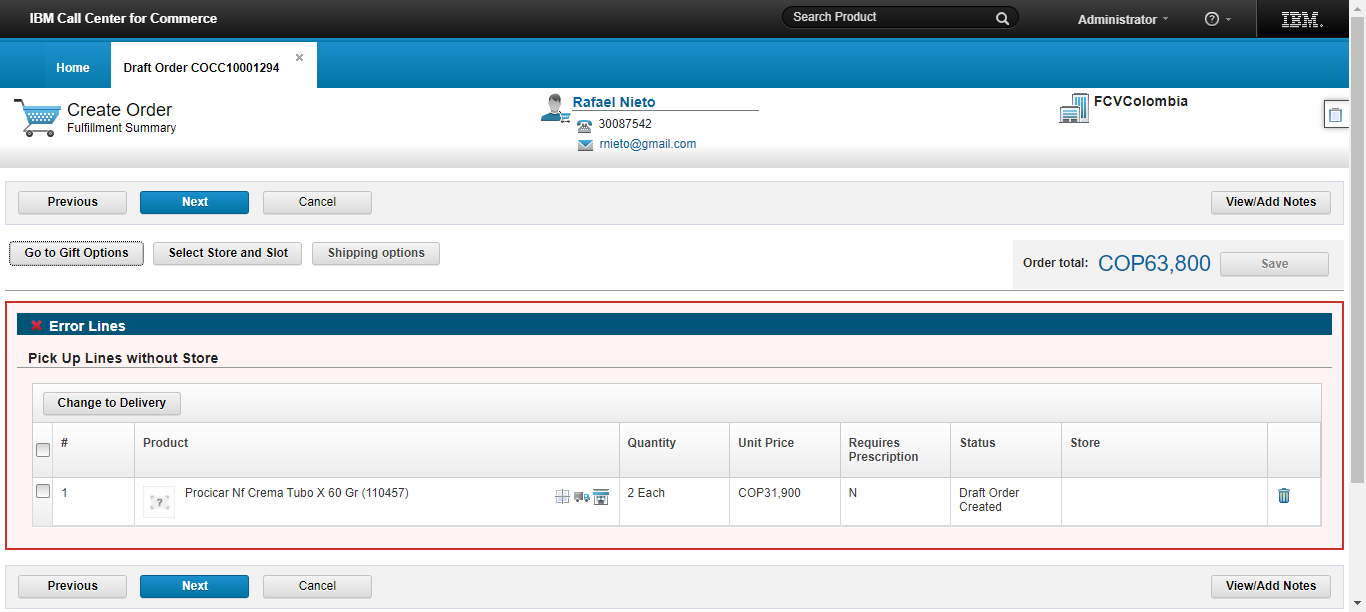 IBM Call Center for Commerce
Search Product
Administrator
?
IBM.
Home
Draft Order COCC10001294
Create Order
Fulfillment Summary
Rafael Nieto
30087542
rnieto@gmail.com
FCVColombia
Previous
Next
Cancel
View/Add Notes
Go to Gift Options
Select Store and Slot
Shipping options
Order total:
COP63,800
Save
Error Lines
Pick Up Lines without Store
Change to Delivery
#
Product
Quantity
Unit Price
Requires
Prescription
Status
Store
1
?
Procicar Nf Crema Tubo X 60 Gr (110457)
2 Each
COP31,900
N
Draft Order
Created
Previous
Next
Cancel
View/Add Notes